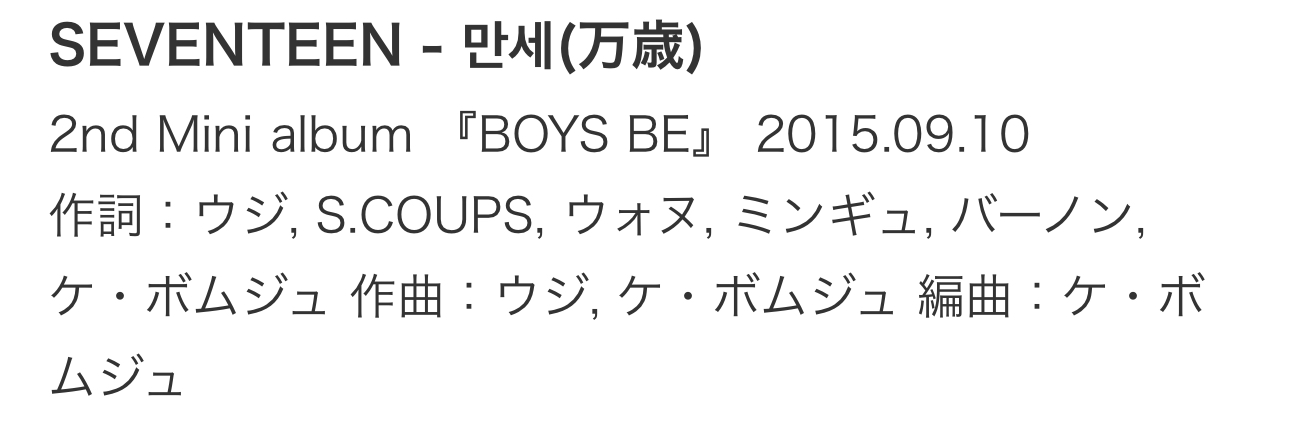 SEVENTEEN - 만세(万歳)
2nd Mini album 『BOYS BE』 2015.09.10
作詞：ウジ, S.COUPS, ウォヌ, ミンギュ, バーノン,
ケ・ボムジュ 作曲：ウジ, ケ・ボムジュ 編曲：ケ・ボ
ムジュ